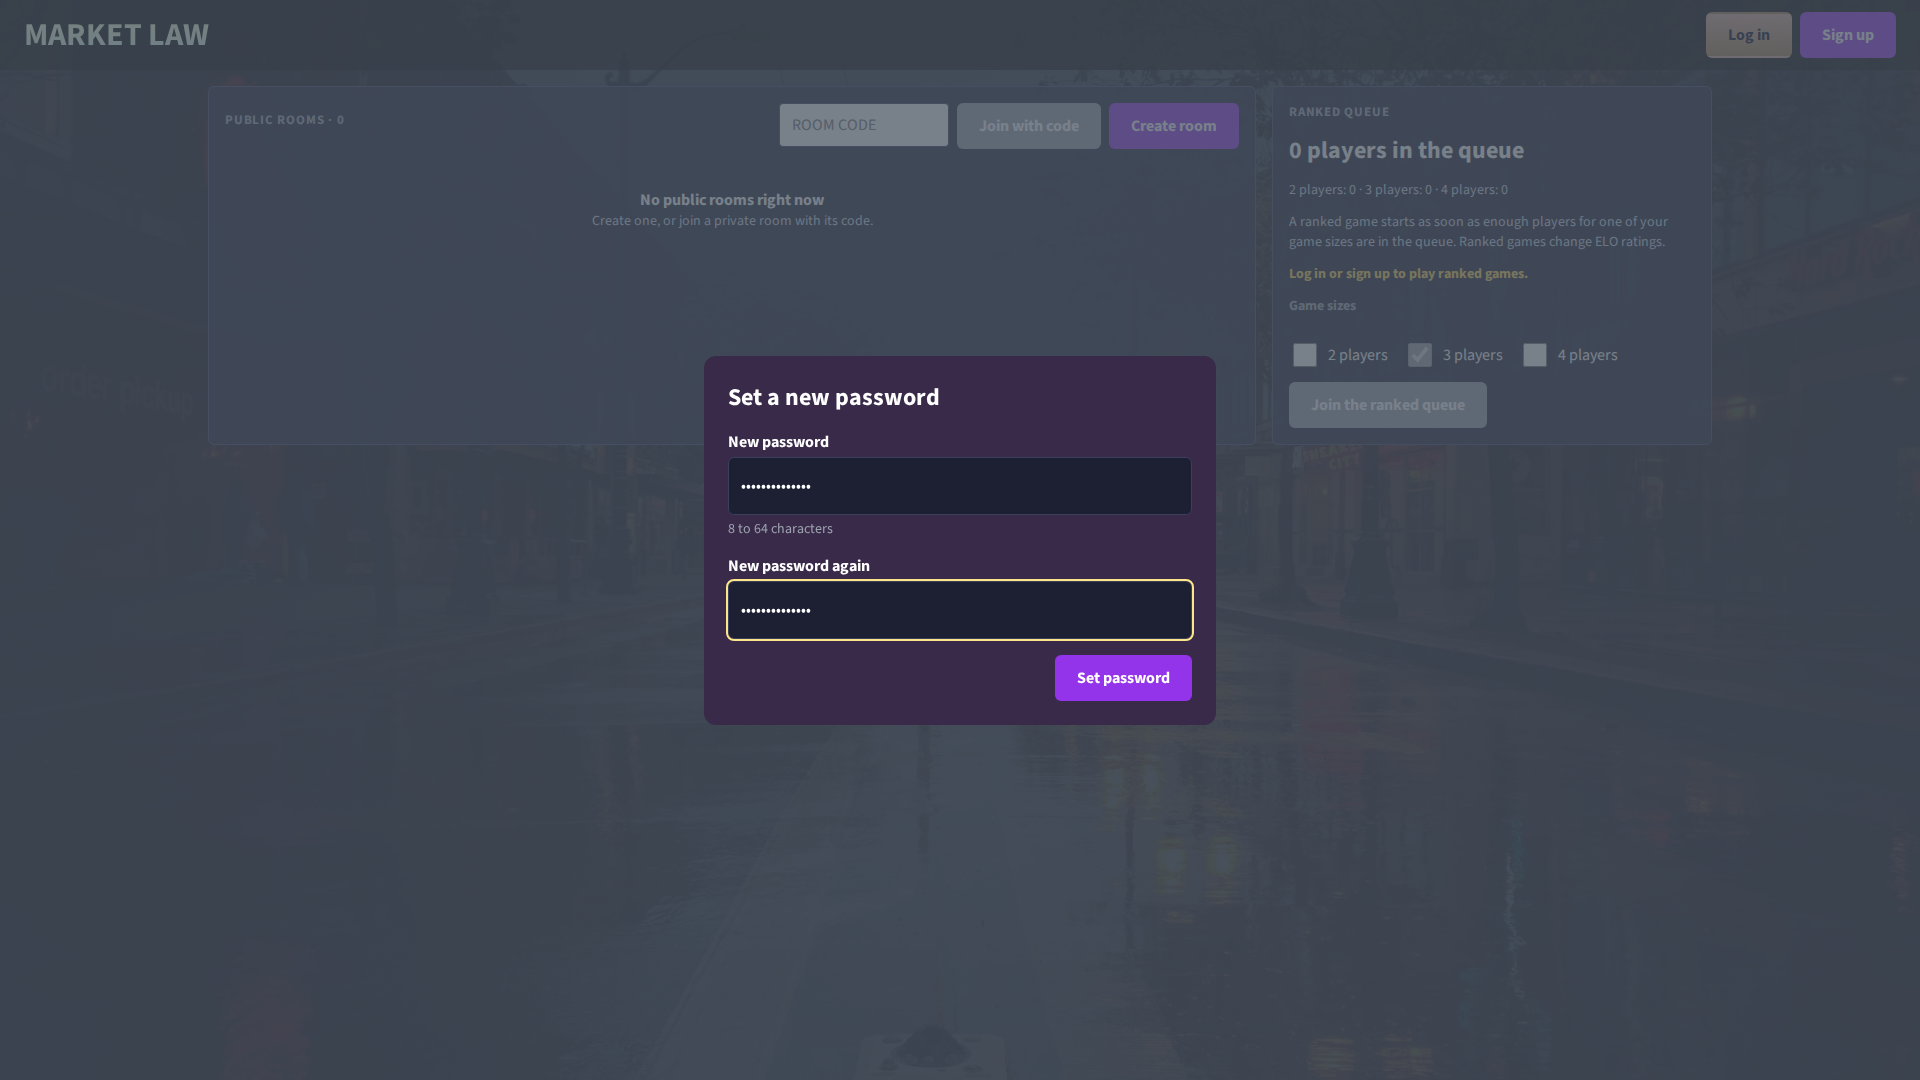 MARKET LAW
Log in
Sign up
PUBLIC ROOMS · 0
ROOM CODE
Join with code
Create room
No public rooms right now
Create one, or join a private room with its code.
RANKED QUEUE
0 players in the queue
2 players: 0 · 3 players: 0 · 4 players: 0
A ranked game starts as soon as enough players for one of your
game sizes are in the queue. Ranked games change ELO ratings.
Log in or sign up to play ranked games.
Game sizes
2 players
3 players
4 players
Join the ranked queue
order pickup
Set a new password
New password
••••••••••••••
8 to 64 characters
New password again
••••••••••••••
Set password